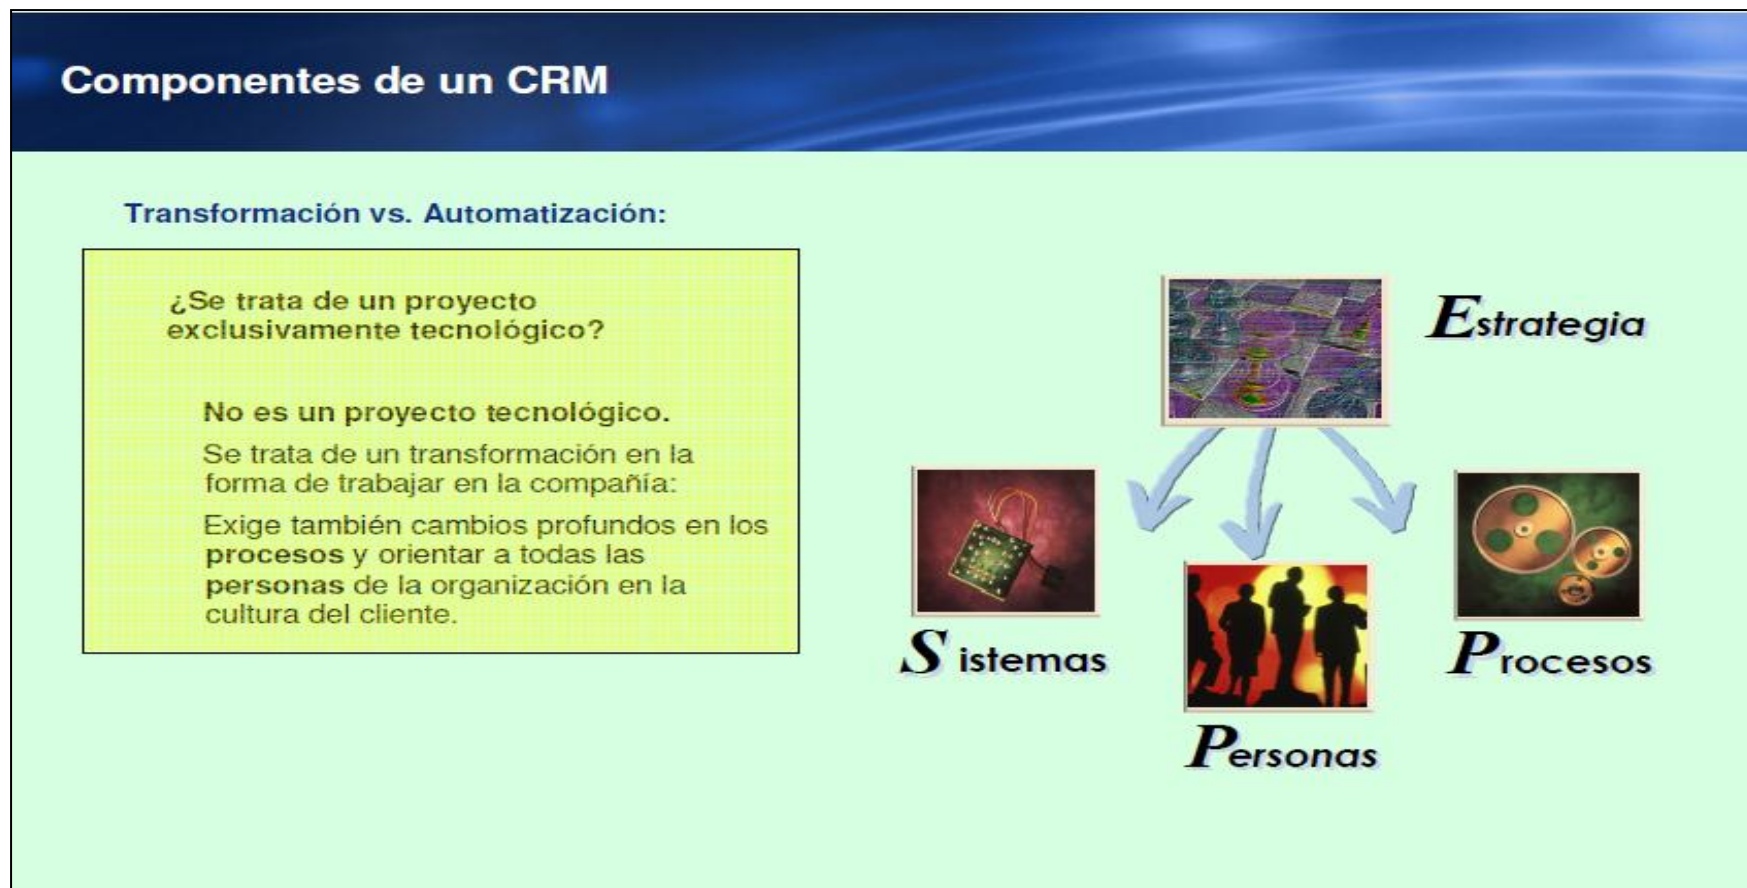 Componentes de un CRM
Transformación vs. Automatización:
¿Se trata de un proyecto
exclusivamente tecnológico?
No es un proyecto tecnológico.
Se trata de un transformación en la
forma de trabajar en la compañía:
Exige también cambios profundos en los
procesos y orientar a todas las
personas de la organización en la
cultura del cliente.
Estrategia
Sistemas
Personas
Procesos